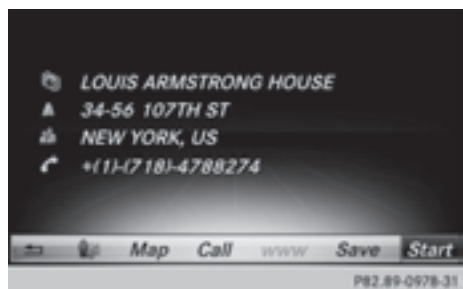 LOUIS ARMSTRONG HOUSE
34-56 107TH ST
NEW YORK, US
+(1)-(718)-4788274
Map Call www Save Start
P82.89-0978-31